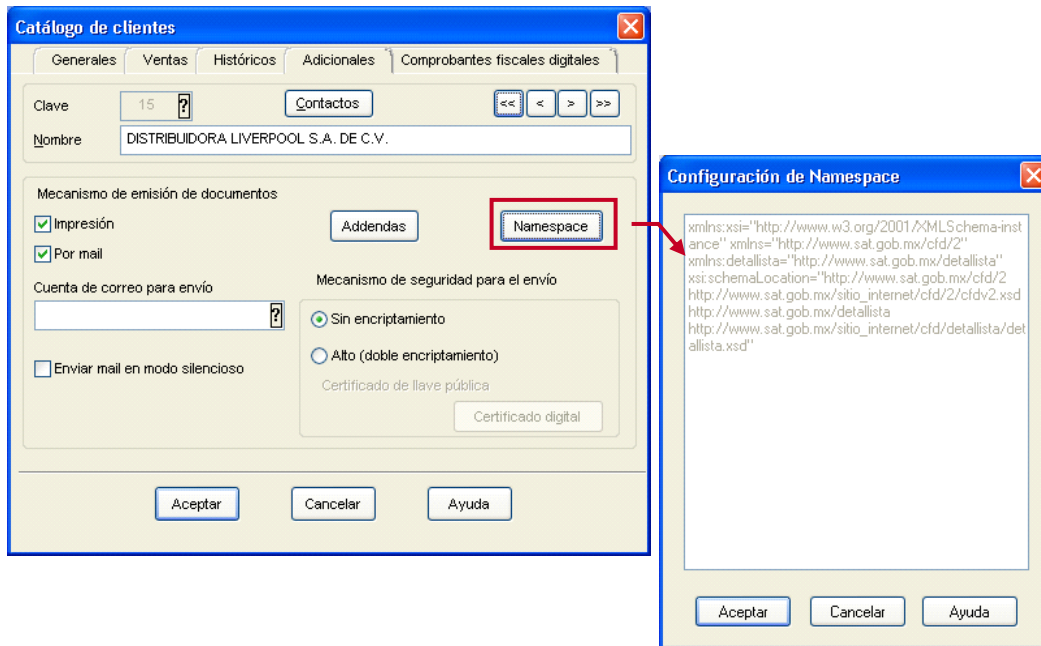 Catálogo de clientes
Generales Ventas Históricos Adicionales Comprobantes fiscales digitales
Clave 15 ? Contactos << < > >>
Nombre DISTRIBUIDORA LIVERPOOL S.A. DE C.V.
Mecanismo de emisión de documentos
Impresión Addendas Namespace
Por mail
Mecanismo de seguridad para el envío
Cuenta de correo para envío
?
Sin encriptamiento
Alto (doble encriptamiento)
Enviar mail en modo silencioso
Certificado de llave pública
Certificado digital
Aceptar Cancelar Ayuda
Configuración de Namespace
xmlns:xsi="http://www.w3.org/2001/XMLSchema-inst
ance" xmlns="http://www.sat.gob.mx/cfd/2"
xmlns:detallista="http://www.sat.gob.mx/detallista"
xsi:schemaLocation="http://www.sat.gob.mx/cfd/2
http://www.sat.gob.mx/sitio_internet/cfd/2/cfdv2.xsd
http://www.sat.gob.mx/detallista
http://www.sat.gob.mx/sitio_internet/cfd/detallista/det
allista.xsd"
Aceptar Cancelar Ayuda